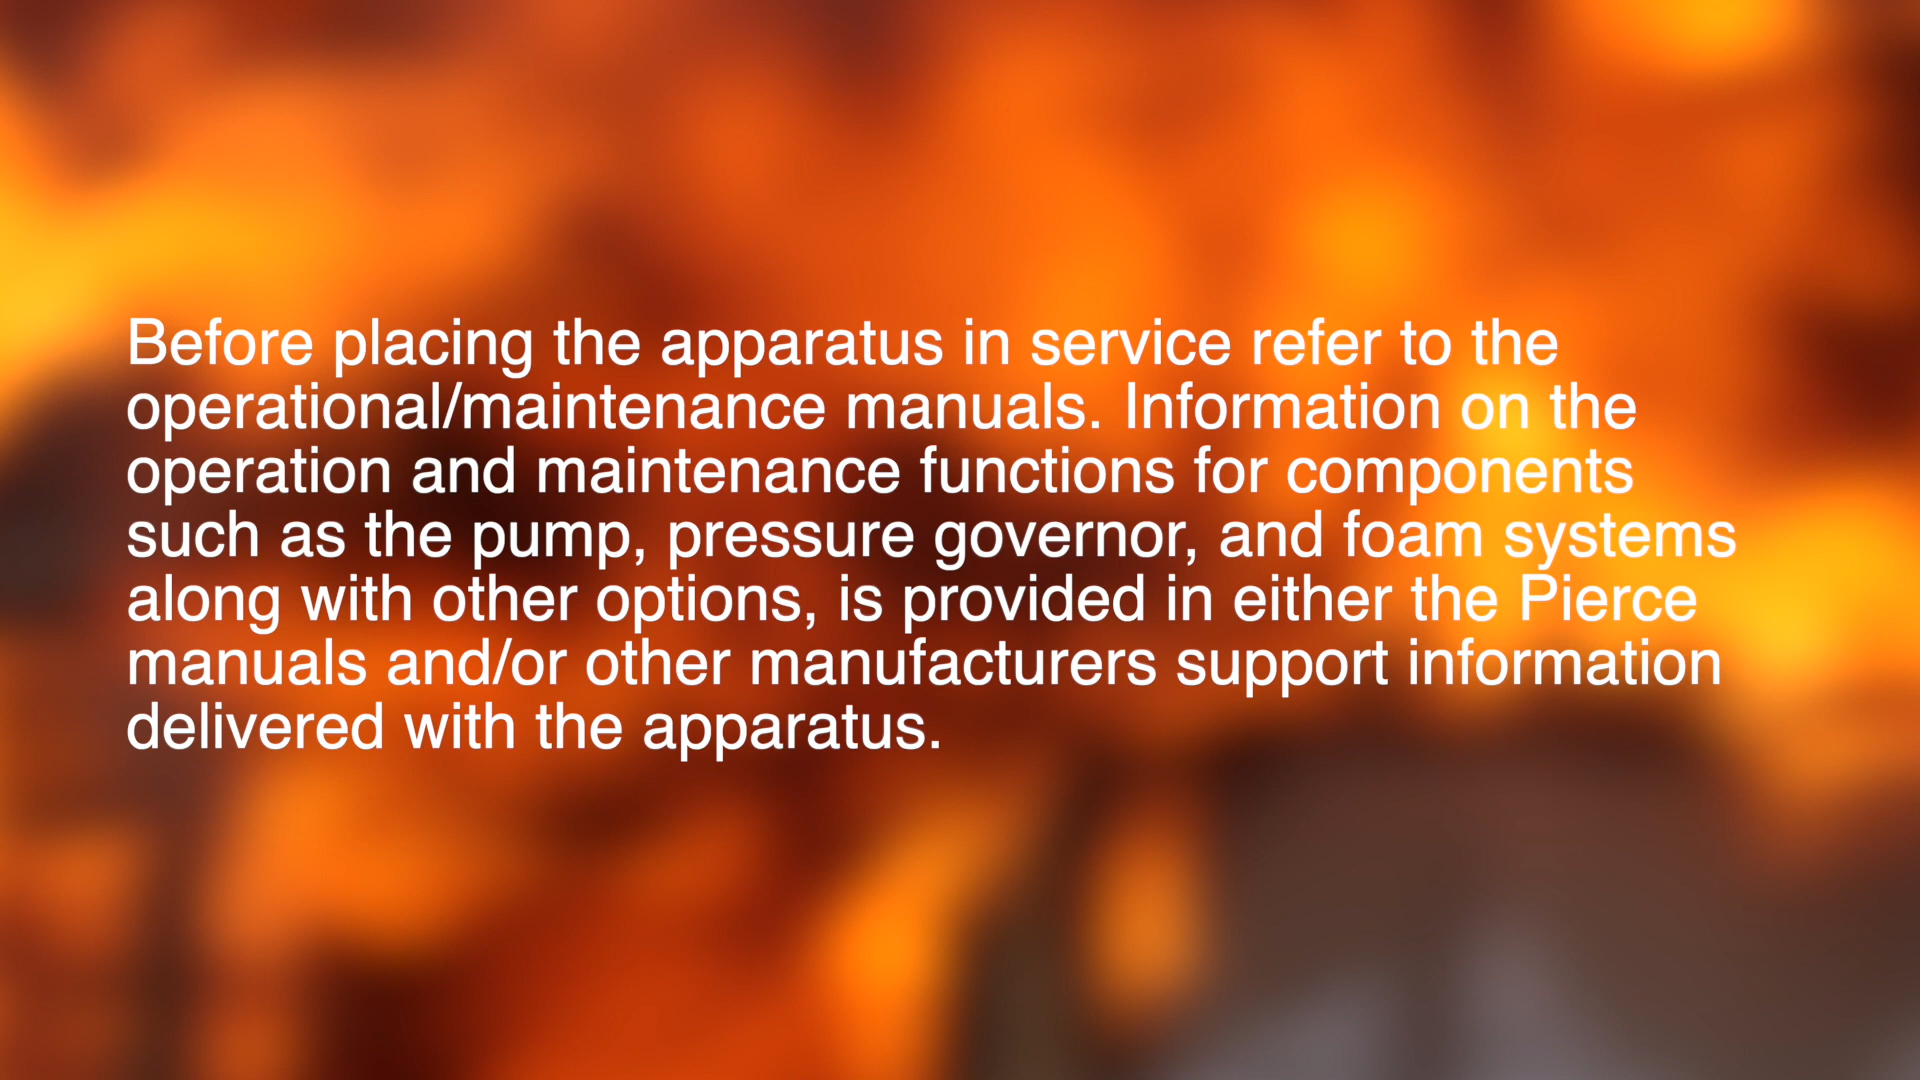 Before placing the apparatus in service refer to the
operational/maintenance manuals. Information on the
operation and maintenance functions for components
such as the pump, pressure governor, and foam systems
along with other options, is provided in either the Pierce
manuals and/or other manufacturers support information
delivered with the apparatus.